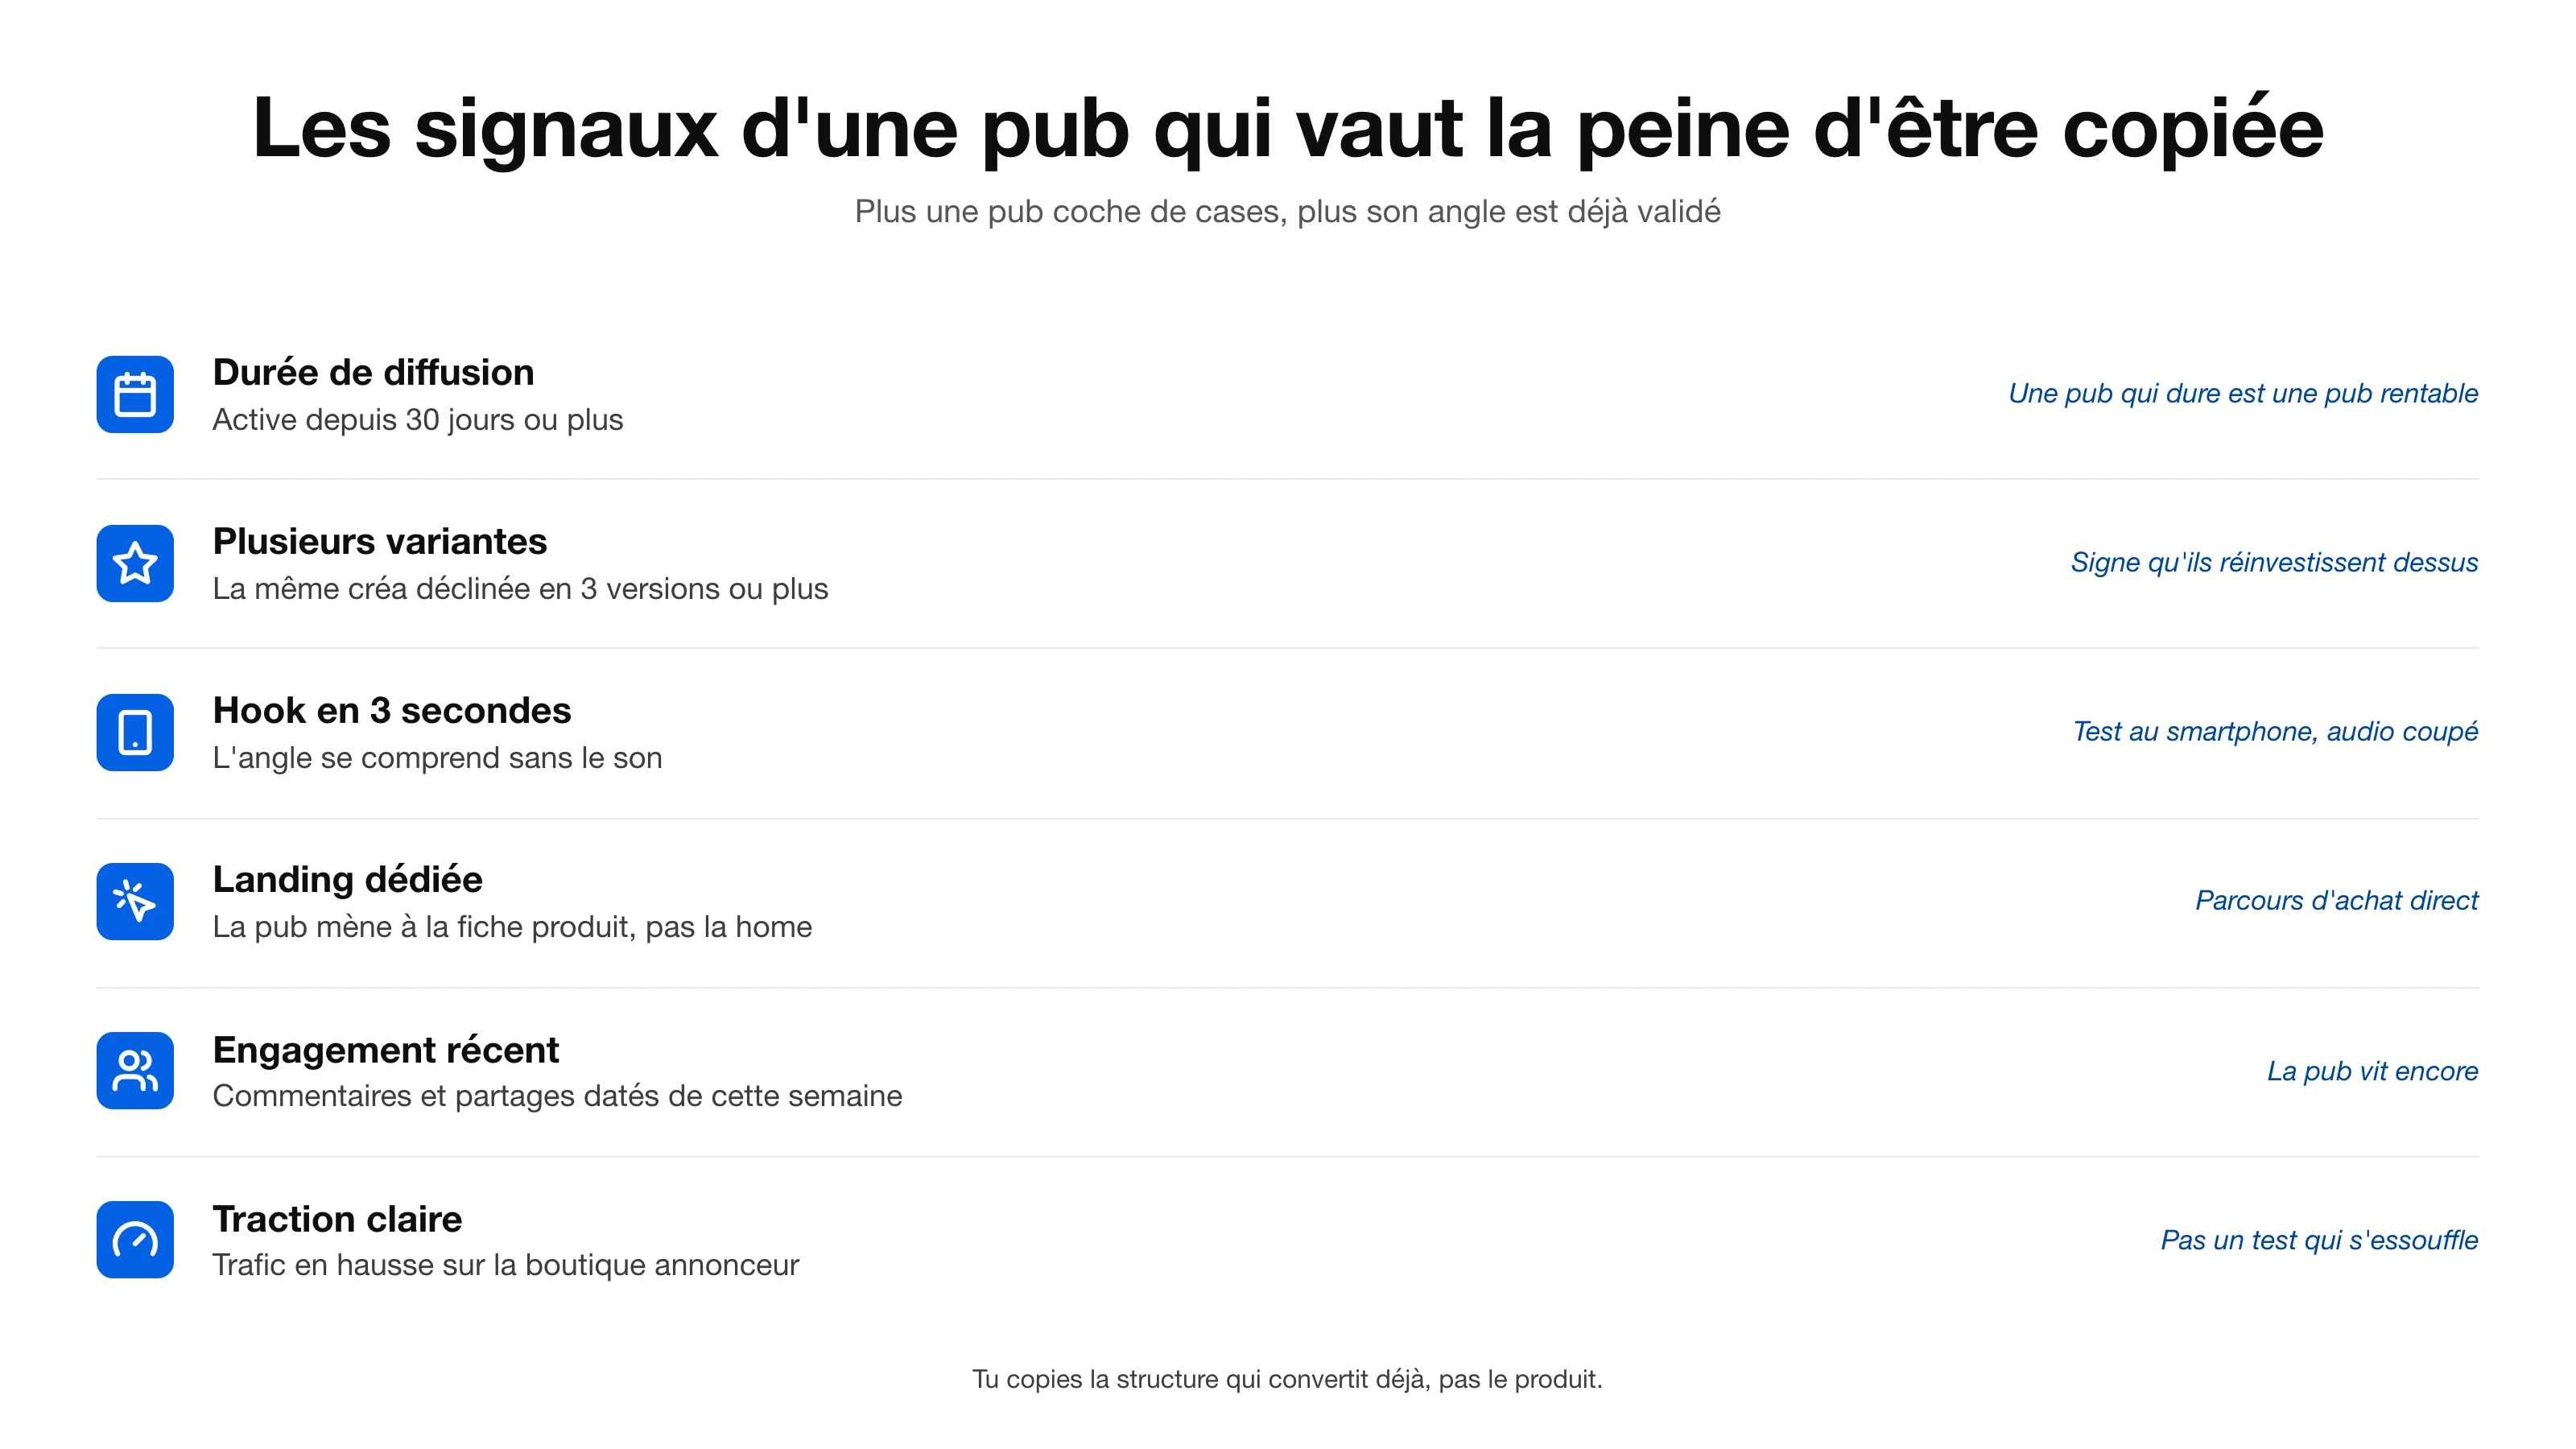 Les signaux d'une pub qui vaut la peine d'être copiée
Plus une pub coche de cases, plus son angle est déjà validé
Durée de diffusion
Active depuis 30 jours ou plus
Une pub qui dure est une pub rentable
Plusieurs variantes
La même créa déclinée en 3 versions ou plus
Signe qu'ils réinvestissent dessus
Hook en 3 secondes
L'angle se comprend sans le son
Test au smartphone, audio coupé
Landing dédiée
La pub mène à la fiche produit, pas la home
Parcours d'achat direct
Engagement récent
Commentaires et partages datés de cette semaine
La pub vit encore
Traction claire
Trafic en hausse sur la boutique annonceur
Pas un test qui s'essouffle
Tu copies la structure qui convertit déjà, pas le produit.